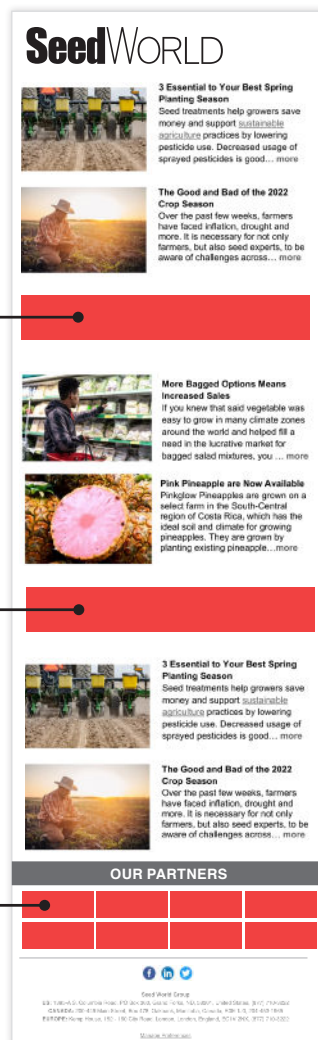 SeedWORLD
3 Essential to Your Best Spring
Planting Season
Seed treatments help growers save
money and support sustainable
agriculture practices by lowering
pesticide use. Decreased usage of
sprayed pesticides is good... more
The Good and Bad of the 2022
Crop Season
Over the past few weeks, farmers
have faced inflation, drought and
more. It is necessary for not only
farmers, but also seed experts, to be
aware of challenges across... more
More Bagged Options Means
Increased Sales
If you knew that said vegetable was
easy to grow in many climate zones
around the world and helped fill a
need in the lucrative market for
bagged salad mixtures, you ... more
Pink Pineapple are Now Available
Pinkglow Pineapples are grown on a
select farm in the South-Central
region of Costa Rica, which has the
ideal soil and climate for growing
pineapples. They are grown by
planting existing pineapple...more
3 Essential to Your Best Spring
Planting Season
Seed treatments help growers save
money and support sustainable
agriculture practices by lowering
pesticide use. Decreased usage of
sprayed pesticides is good... more
The Good and Bad of the 2022
Crop Season
Over the past few weeks, farmers
have faced inflation, drought and
more. It is necessary for not only
farmers, but also seed experts, to be
aware of challenges across... more
OUR PARTNERS
Seed World Group